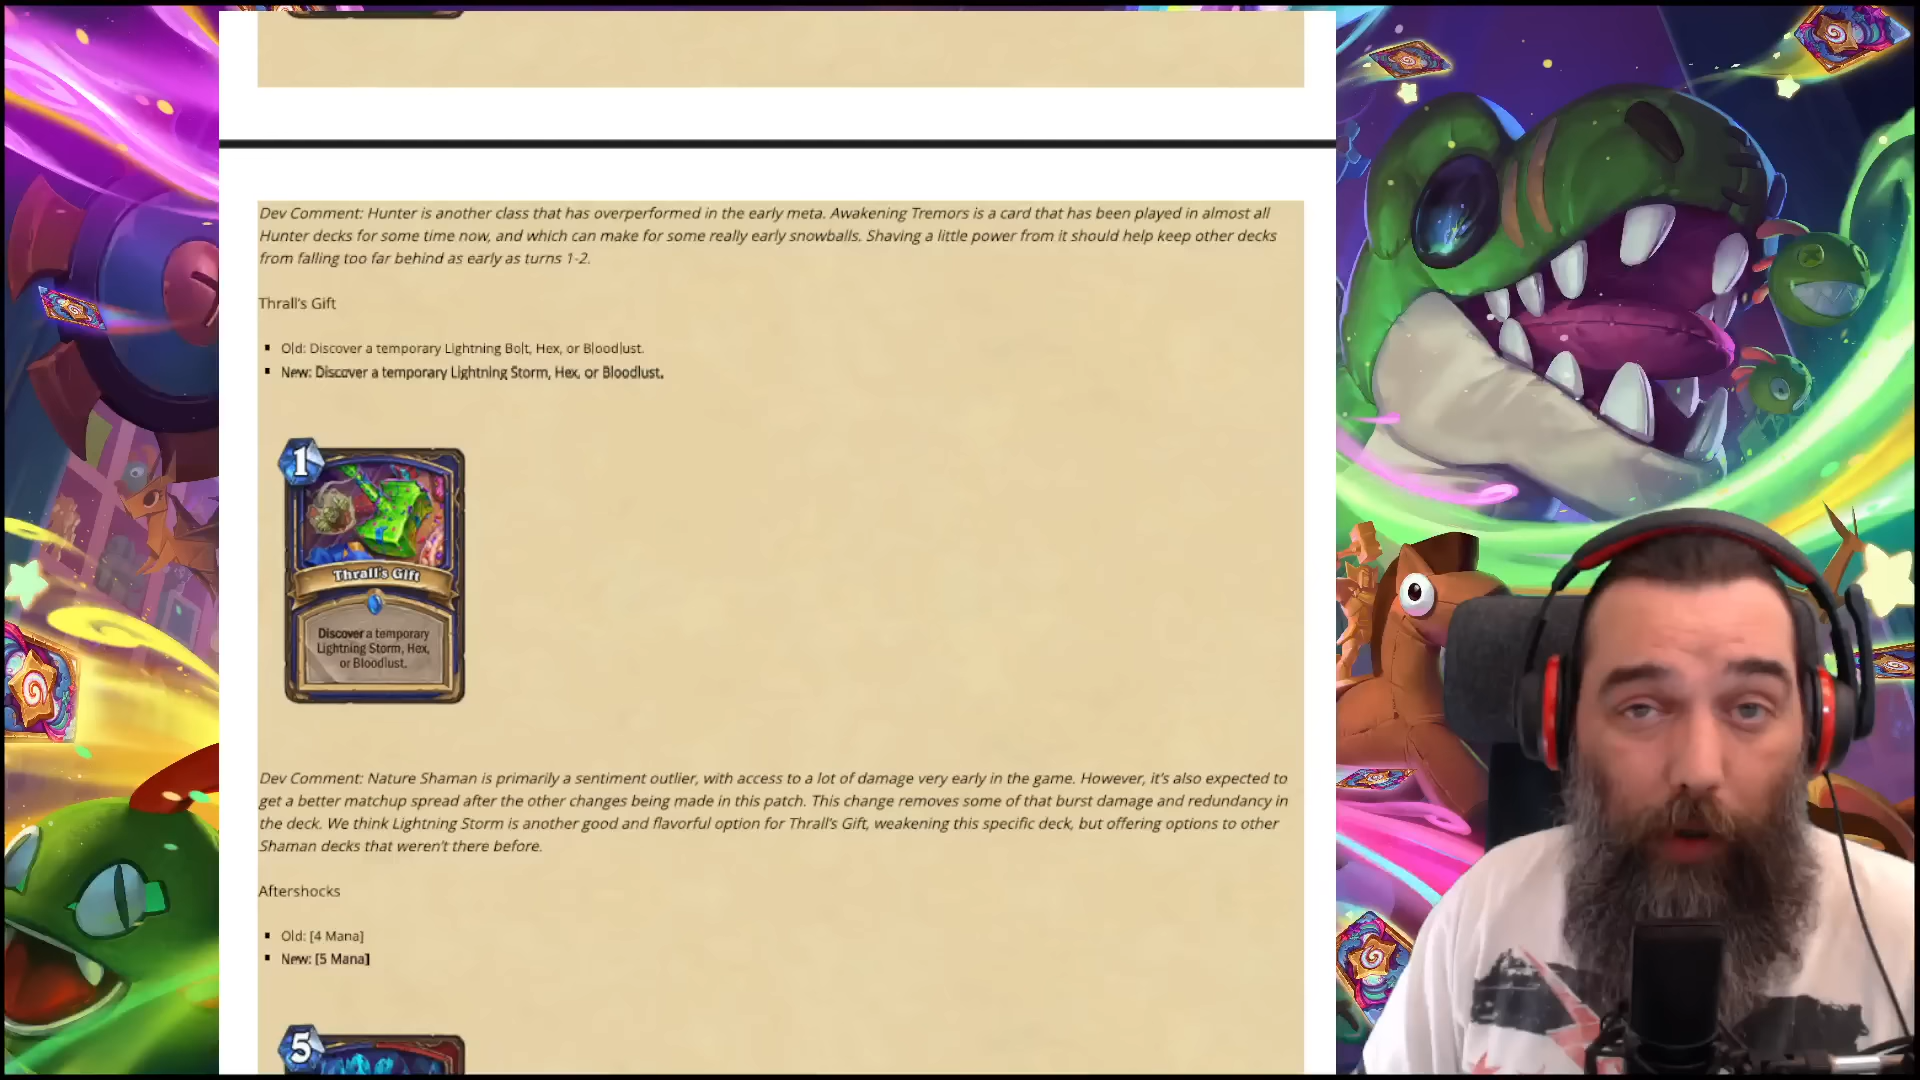 Dev Comment: Hunter is another class that has overperformed in the early meta. Awakening Tremors is a card that has been played in almost all
Hunter decks for some time now, and which can make for some really early snowballs. Shaving a little power from it should help keep other decks
from falling too far behind as early as turns 1-2.
Thrall's Gift
Old: Discover a temporary Lightning Bolt, Hex, or Bloodlust.
New: Discover a temporary Lightning Storm, Hex, or Bloodlust.
1
Thrall's Gift
Discover a temporary
Lightning Storm, Hex,
or Bloodlust.
Dev Comment: Nature Shaman is primarily a sentiment outlier, with access to a lot of damage very early in the game. However, it's also expected to
get a better matchup spread after the other changes being made in this patch. This change removes some of that burst damage and redundancy in
the deck. We think Lightning Storm is another good and flavorful option for Thrall's Gift, weakening this specific deck, but offering options to other
Shaman decks that weren't there before.
Aftershocks
Old: [4 Mana]
New: [5 Mana]
5